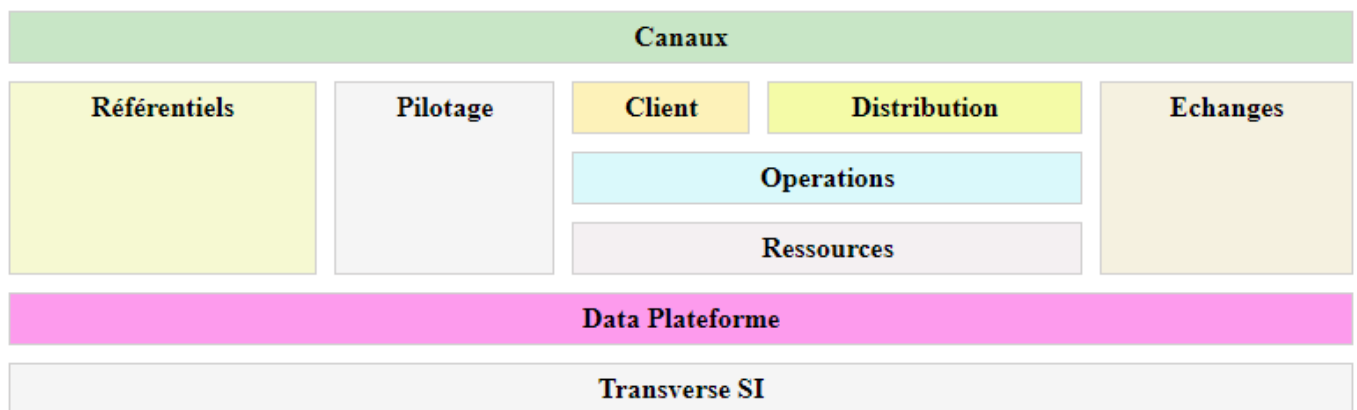 Canaux
Référentiels
Pilotage
Client
Distribution
Echanges
Operations
Ressources
Data Plateforme
Transverse SI